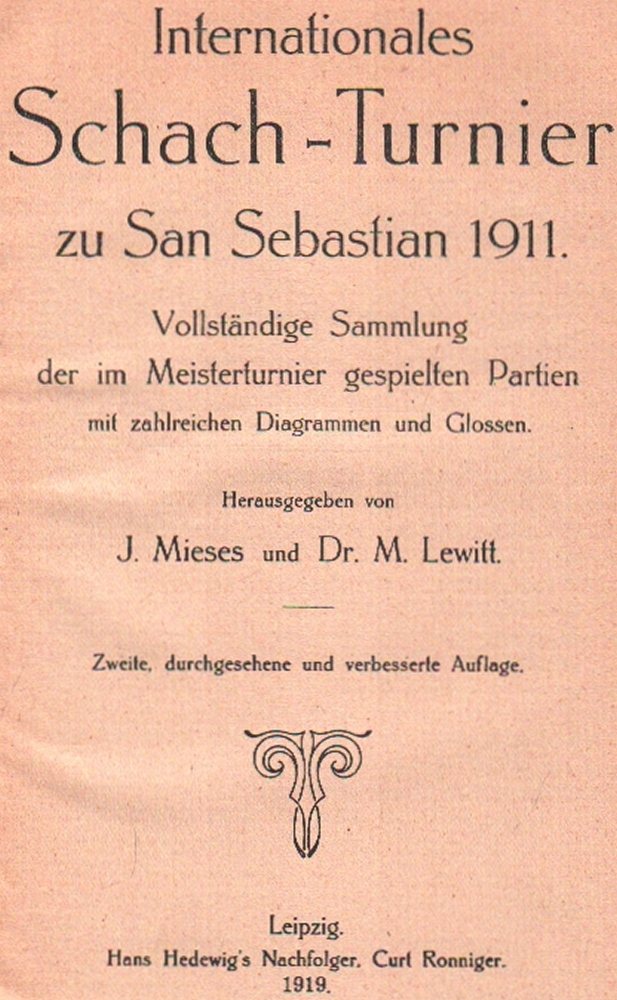 Internationales
Schach-Turnier
zu San Sebastian 1911.
Vollständige Sammlung
der im Meisterturnier gespielten Partien
mit zahlreichen Diagrammen und Glossen.
Herausgegeben von
J. Mieses und Dr. M. Lewitt.
Zweite, durchgesehene und verbesserte Auflage.
Leipzig.
Hans Hedewig's Nachfolger, Curt Ronniger.
1919.